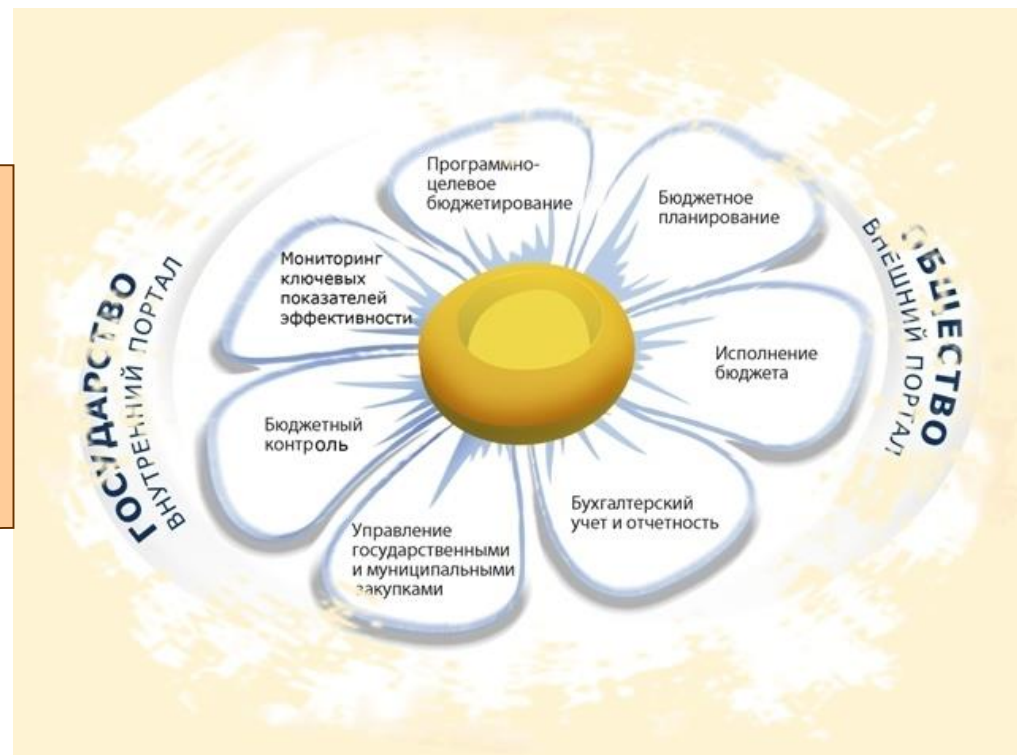 Программно-
целевое
бюджетирование
Бюджетное
планирование
Мониторинг
ключевых
показателей
эффективности
Исполнение
бюджета
Бюджетный
контроль
Бухгалтерский
учет и отчетность
Управление
государственными
и муниципальными
закупками
ГОСУДАРСТВО
ВНУТРЕННИЙ ПОРТАЛ
ОБЩЕСТВО
ВНЕШНИЙ ПОРТАЛ